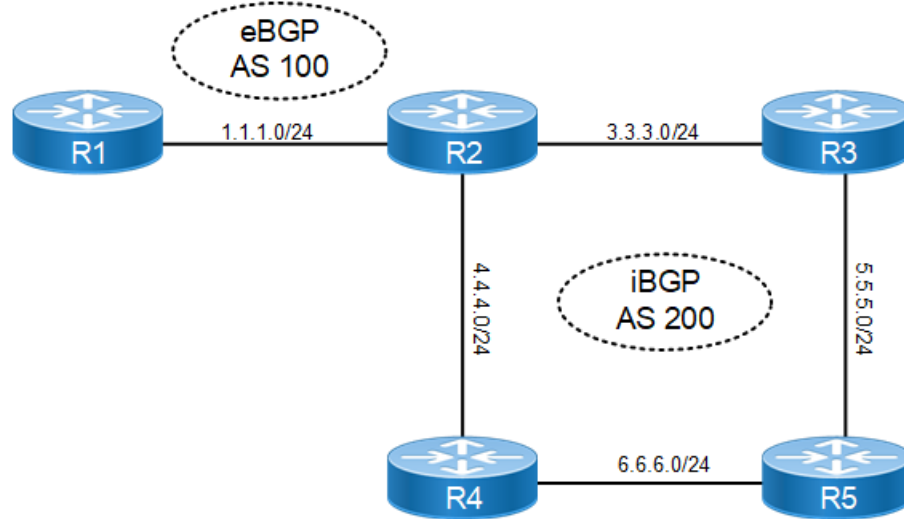 eBGP
AS 100
R1
1.1.1.0/24
R2
3.3.3.0/24
R3
4.4.4.0/24
iBGP
AS 200
5.5.5.0/24
R4
6.6.6.0/24
R5